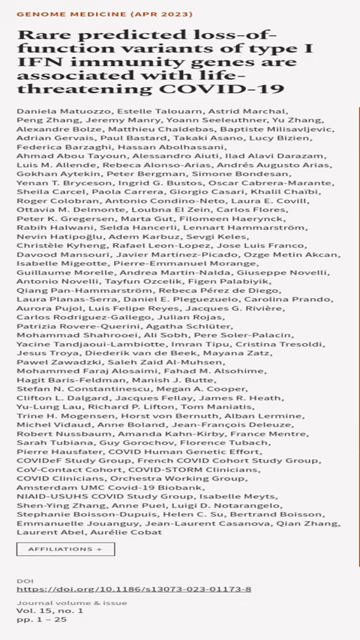 GENOME MEDICINE (APR 2023)
Rare predicted loss-of-
function variants of type I
IFN immunity genes are
associated with life-
threatening COVID-19
Daniela Matuozzo, Estelle Talouarn, Astrid Marchal,
Peng Zhang, Jeremy Manry, Yoann Seeleuthner, Yu Zhang,
Alexandre Bolze, Matthieu Chaldebas, Baptiste Milisavljevic,
Adrian Gervais, Paul Bastard, Takaki Asano, Lucy Bizien,
Federica Barzaghi, Hassan Abolhassani,
Ahmad Abou Tayoun, Alessandro Aiuti, Ilad Alavi Darazam,
Luis M. Allende, Rebeca Alonso-Arias, Andrés Augusto Arias,
Gokhan Aytekin, Peter Bergman, Simone Bondesan,
Yenan T. Bryceson, Ingrid G. Bustos, Oscar Cabrera-Marante,
Sheila Carcel, Paola Carrera, Giorgio Casari, Khalil Chaïbi,
Roger Colobran, Antonio Condino-Neto, Laura E. Covill,
Ottavia M. Delmonte, Loubna El Zein, Carlos Flores,
Peter K. Gregersen, Marta Gut, Filomeen Haerynck,
Rabih Halwani, Selda Hancerli, Lennart Hammarström,
Nevin Hatipoğlu, Adem Karbuz, Sevgi Keles,
Christèle Kyheng, Rafael Leon-Lopez, Jose Luis Franco,
Davood Mansouri, Javier Martinez-Picado, Ozge Metin Akcan,
Isabelle Migeotte, Pierre-Emmanuel Morange,
Guillaume Morelle, Andrea Martin-Nalda, Giuseppe Novelli,
Antonio Novelli, Tayfun Ozcelik, Figen Palabiyik,
Qiang Pan-Hammarström, Rebeca Pérez de Diego,
Laura Planas-Serra, Daniel E. Pleguezuelo, Carolina Prando,
Aurora Pujol, Luis Felipe Reyes, Jacques G. Rivière,
Carlos Rodriguez-Gallego, Julian Rojas,
Patrizia Rovere-Querini, Agatha Schlüter,
Mohammad Shahrooei, Ali Sobh, Pere Soler-Palacin,
Yacine Tandjaoui-Lambiotte, Imran Tipu, Cristina Tresoldi,
Jesus Troya, Diederik van de Beek, Mayana Zatz,
Pawel Zawadzki, Saleh Zaid Al-Muhsen,
Mohammed Faraj Alosaimi, Fahad M. Alsohime,
Hagit Baris-Feldman, Manish J. Butte,
Stefan N. Constantinescu, Megan A. Cooper,
Clifton L. Dalgard, Jacques Fellay, James R. Heath,
Yu-Lung Lau, Richard P. Lifton, Tom Maniatis,
Trine H. Mogensen, Horst von Bernuth, Alban Lermine,
Michel Vidaud, Anne Boland, Jean-François Deleuze,
Robert Nussbaum, Amanda Kahn-Kirby, France Mentre,
Sarah Tubiana, Guy Gorochov, Florence Tubach,
Pierre Hausfater, COVID Human Genetic Effort,
COVIDeF Study Group, French COVID Cohort Study Group,
CoV-Contact Cohort, COVID-STORM Clinicians,
COVID Clinicians, Orchestra Working Group,
Amsterdam UMC Covid-19 Biobank,
NIAID-USUHS COVID Study Group, Isabelle Meyts,
Shen-Ying Zhang, Anne Puel, Luigi D. Notarangelo,
Stephanie Boisson-Dupuis, Helen C. Su, Bertrand Boisson,
Emmanuelle Jouanguy, Jean-Laurent Casanova, Qian Zhang,
Laurent Abel, Aurélie Cobat
AFFILIATIONS +
DOI
https://doi.org/10.1186/s13073-023-01173-8
Journal volume & issue
Vol. 15, no. 1
pp. 1 – 25